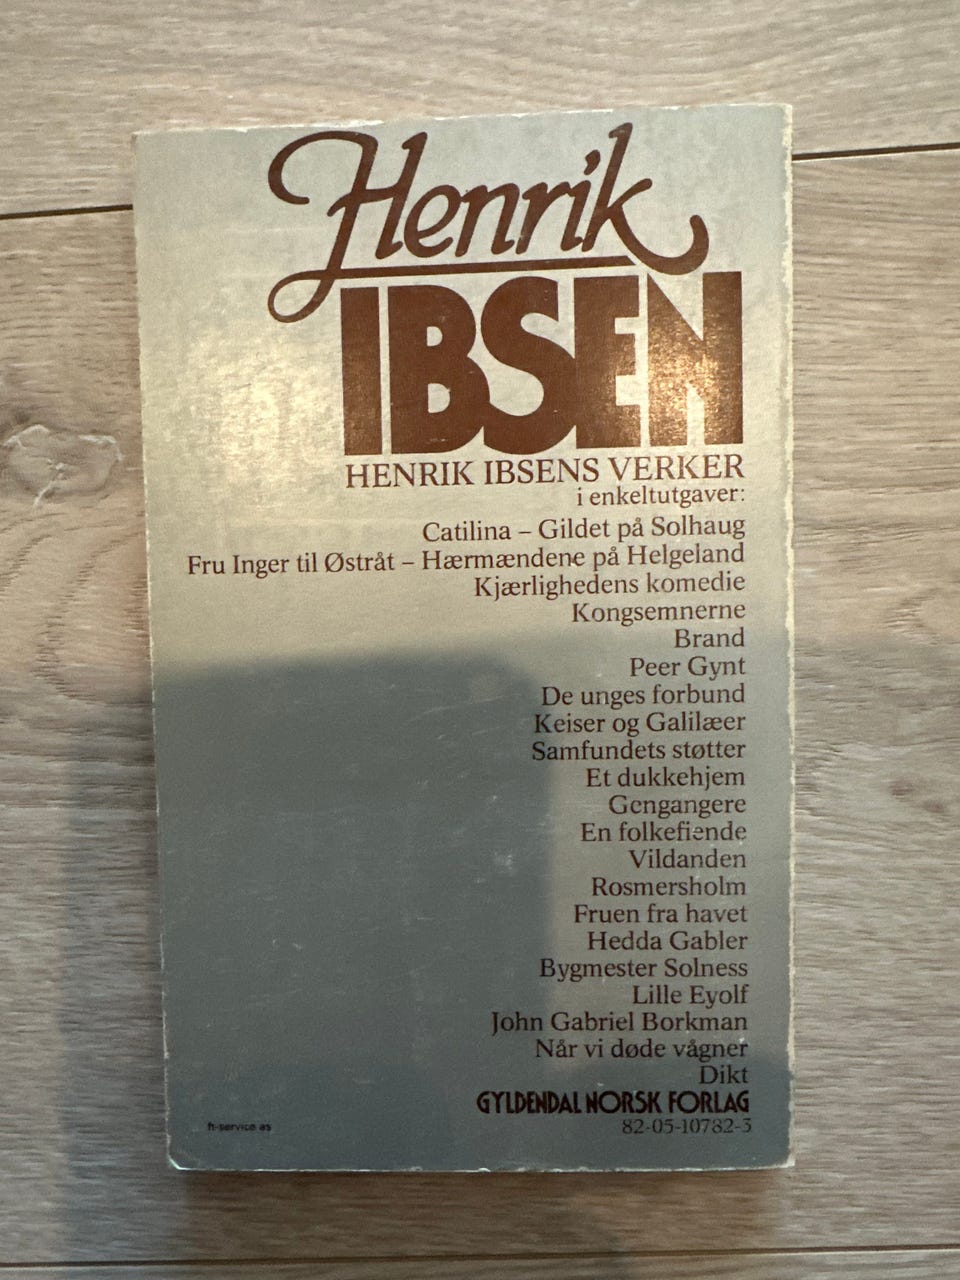 Henrik
IBSEN
HENRIK IBSENS VERKER
i enkeltutgaver:
Catilina – Gildet på Solhaug
Fru Inger til Østråt – Hærmændene på Helgeland
Kjærlighedens komedie
Kongsemnerne
Brand
Peer Gynt
De unges forbund
Keiser og Galilæer
Samfundets støtter
Et dukkehjem
Gengangere
En folkefiende
Vildanden
Rosmersholm
Fruen fra havet
Hedda Gabler
Bygmester Solness
Lille Eyolf
John Gabriel Borkman
Når vi døde vågner
Dikt
GYLDENDAL NORSK FORLAG
82-05-10782-3
ft-service as